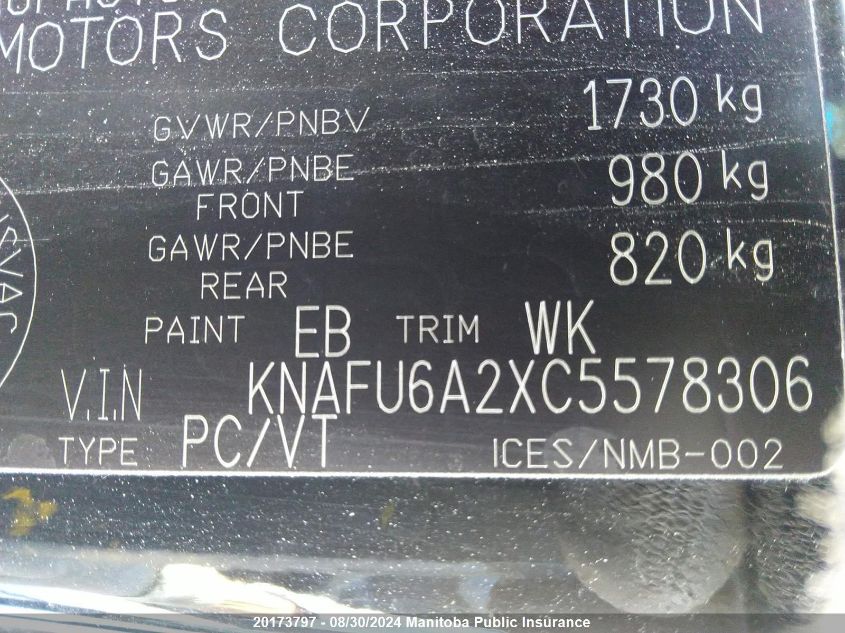 MOTORS CORPORATION
GVWR/PNBV 1730 kg
GAWR/PNBE FRONT 980 kg
GAWR/PNBE REAR 820 kg
PAINT EB TRIM WK
V.I.N KNAFU6A2XC5578306
TYPE PC/VT ICES/NMB-002
20173797 - 08/30/2024 Manitoba Public Insurance